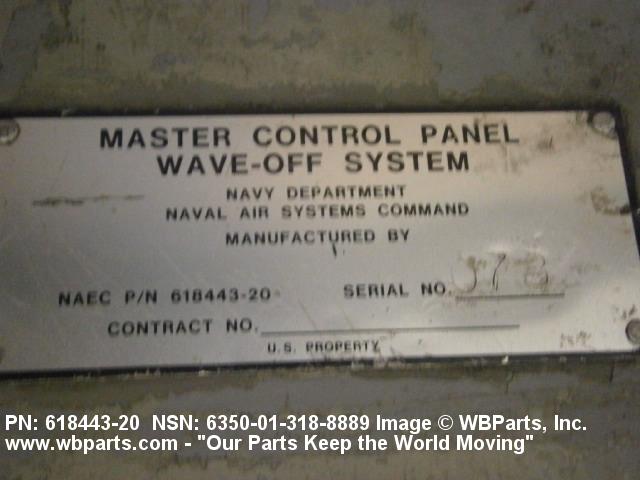 MASTER CONTROL PANEL
WAVE-OFF SYSTEM
NAVY DEPARTMENT
NAVAL AIR SYSTEMS COMMAND
MANUFACTURED BY
NAEC P/N 618443-20 SERIAL NO.
CONTRACT NO.
U.S. PROPERTY
PN: 618443-20 NSN: 6350-01-318-8889 Image © WBParts, Inc.
www.wbparts.com - "Our Parts Keep the World Moving"